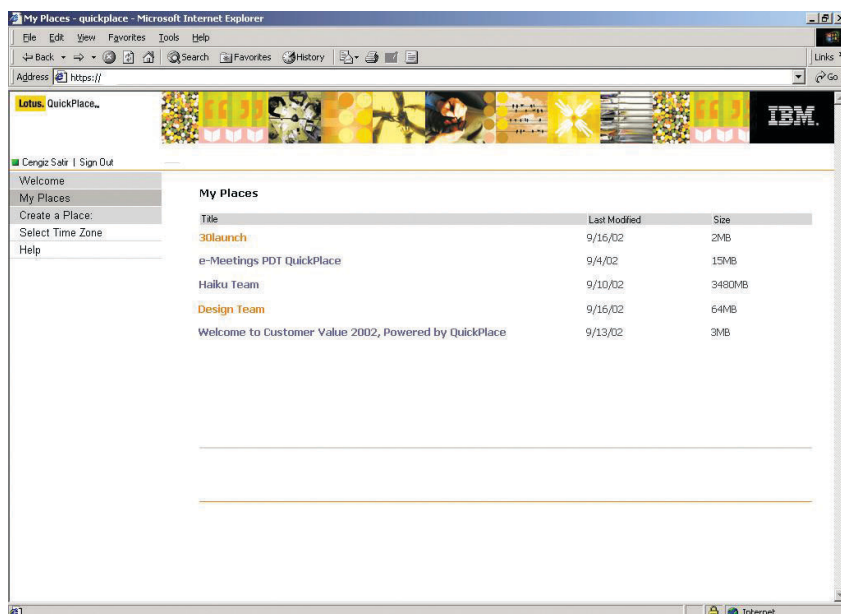 My Places - quickplace - Microsoft Internet Explorer
File Edit View Favorites Tools Help
Back Search Favorites History Links
Address https:// Go
Lotus. QuickPlace
IBM.
Cengiz Satir | Sign Out
Welcome
My Places
Create a Place:
Select Time Zone
Help
My Places
Title Last Modified Size
30launch 9/16/02 2MB
e-Meetings PDT QuickPlace 9/4/02 15MB
Haiku Team 9/10/02 3480MB
Design Team 9/16/02 64MB
Welcome to Customer Value 2002, Powered by QuickPlace 9/13/02 3MB
Internet